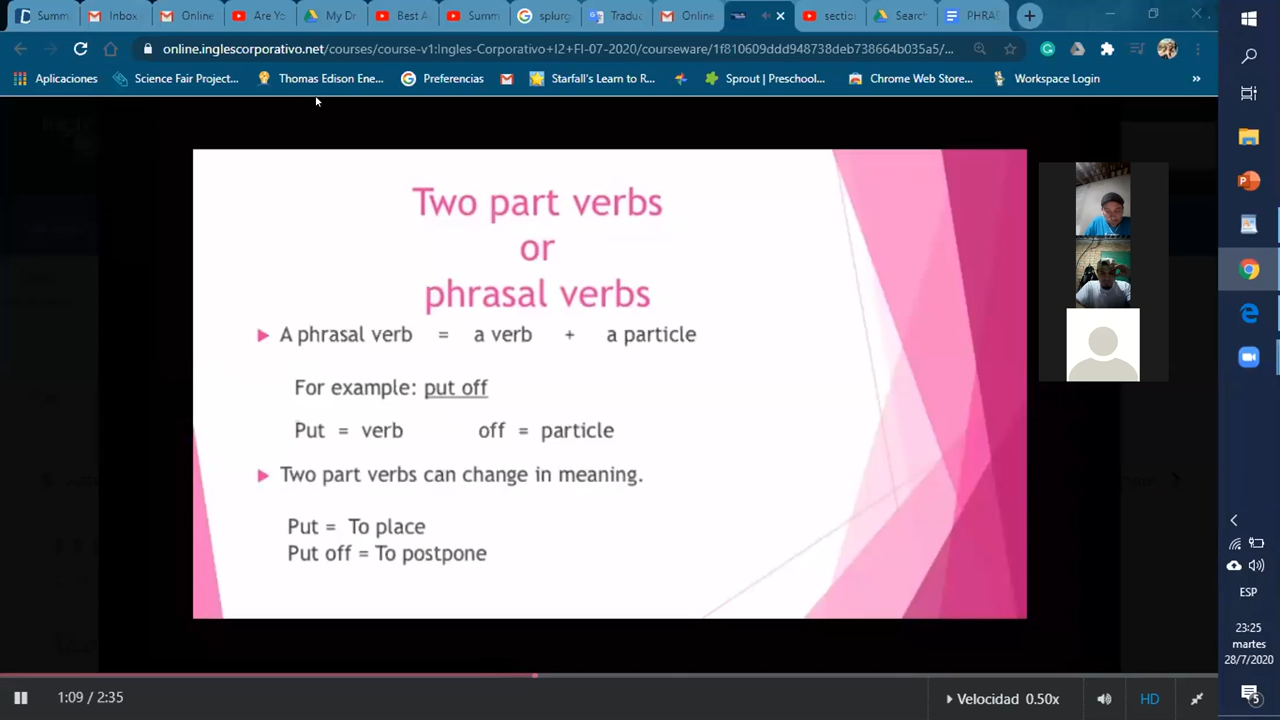 Summ
Inbox
Online
Are Yo
My Dr
Best A
Summ
splurg
Traduc
Online
section
Search
PHRAS
online.inglescorporativo.net/courses/course-v1:Ingles-Corporativo+I2+FI-07-2020/courseware/1f810609ddd948738deb738664b035a5/...
Aplicaciones
Science Fair Project...
Thomas Edison Ene...
Preferencias
Starfall's Learn to R...
Sprout | Preschool...
Chrome Web Store...
Workspace Login
»
Two part verbs
or
phrasal verbs
A phrasal verb = a verb + a particle
For example: put off
Put = verb off = particle
Two part verbs can change in meaning.
Put = To place
Put off = To postpone
1:09 / 2:35
Velocidad 0.50x
HD
ESP
23:25
martes
28/7/2020
5